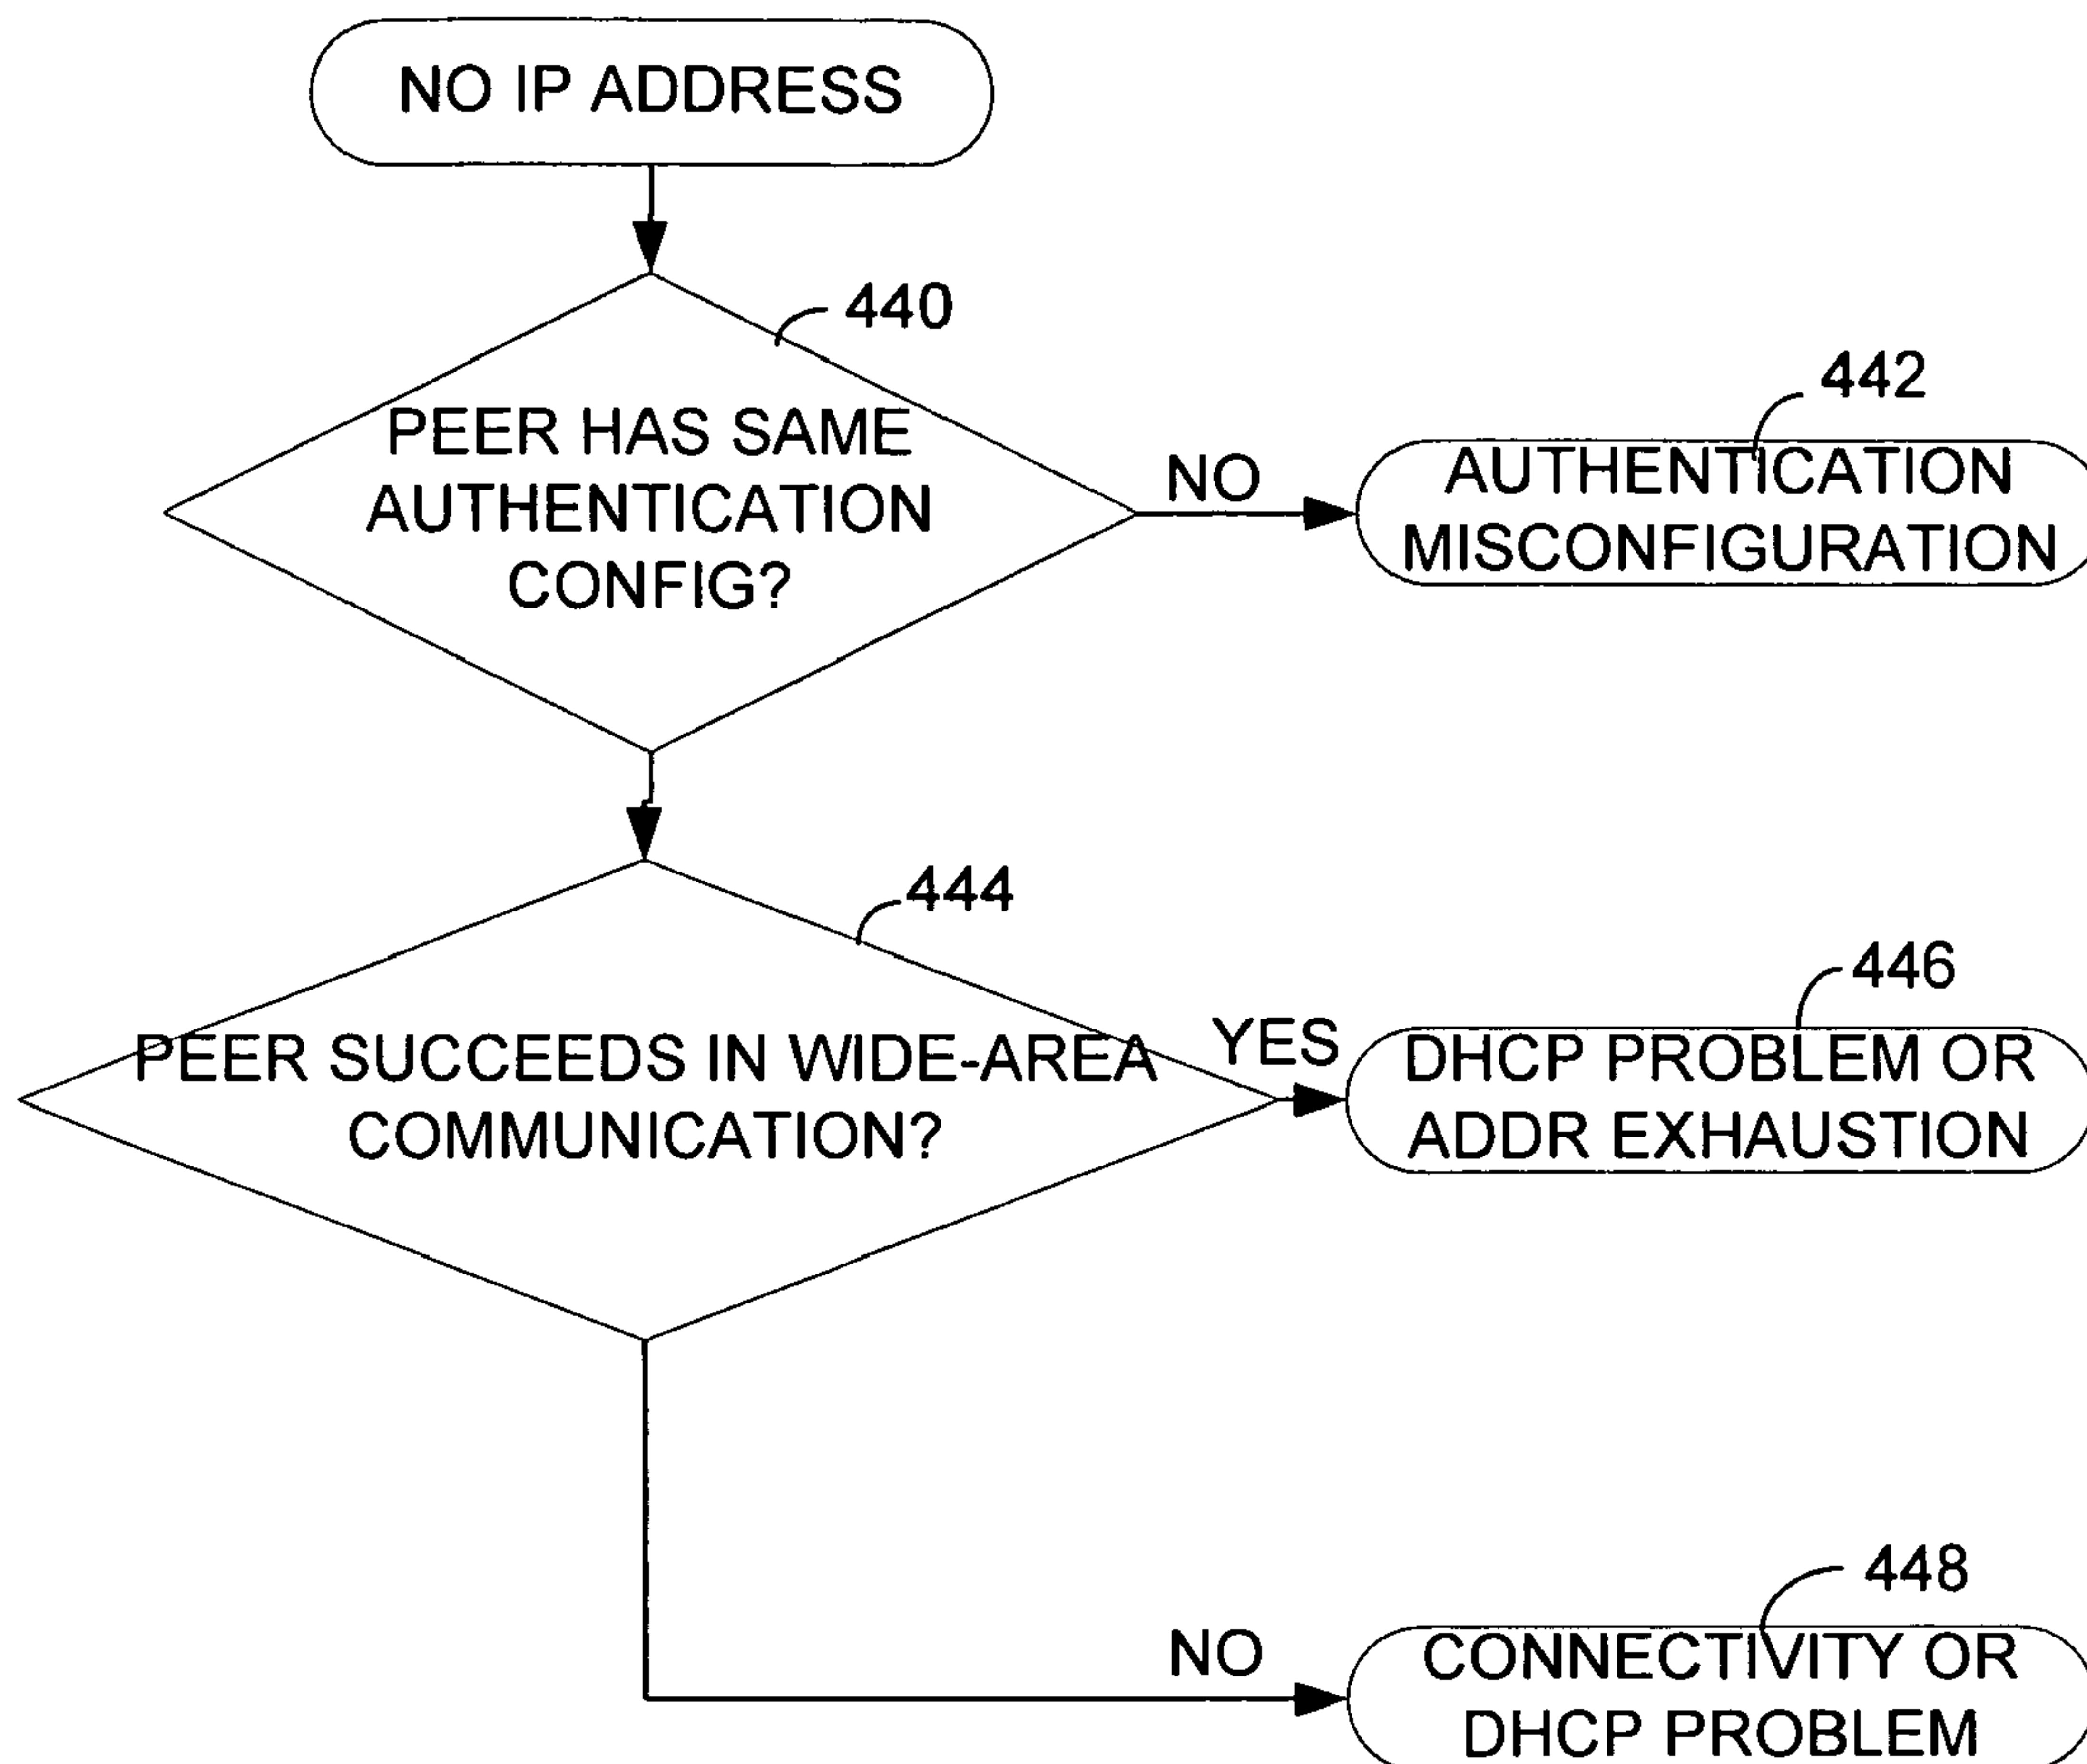 NO IP ADDRESS
440
PEER HAS SAME
AUTHENTICATION
CONFIG?
NO
442
AUTHENTICATION
MISCONFIGURATION
444
PEER SUCCEEDS IN WIDE-AREA
COMMUNICATION?
YES
446
DHCP PROBLEM OR
ADDR EXHAUSTION
NO
448
CONNECTIVITY OR
DHCP PROBLEM